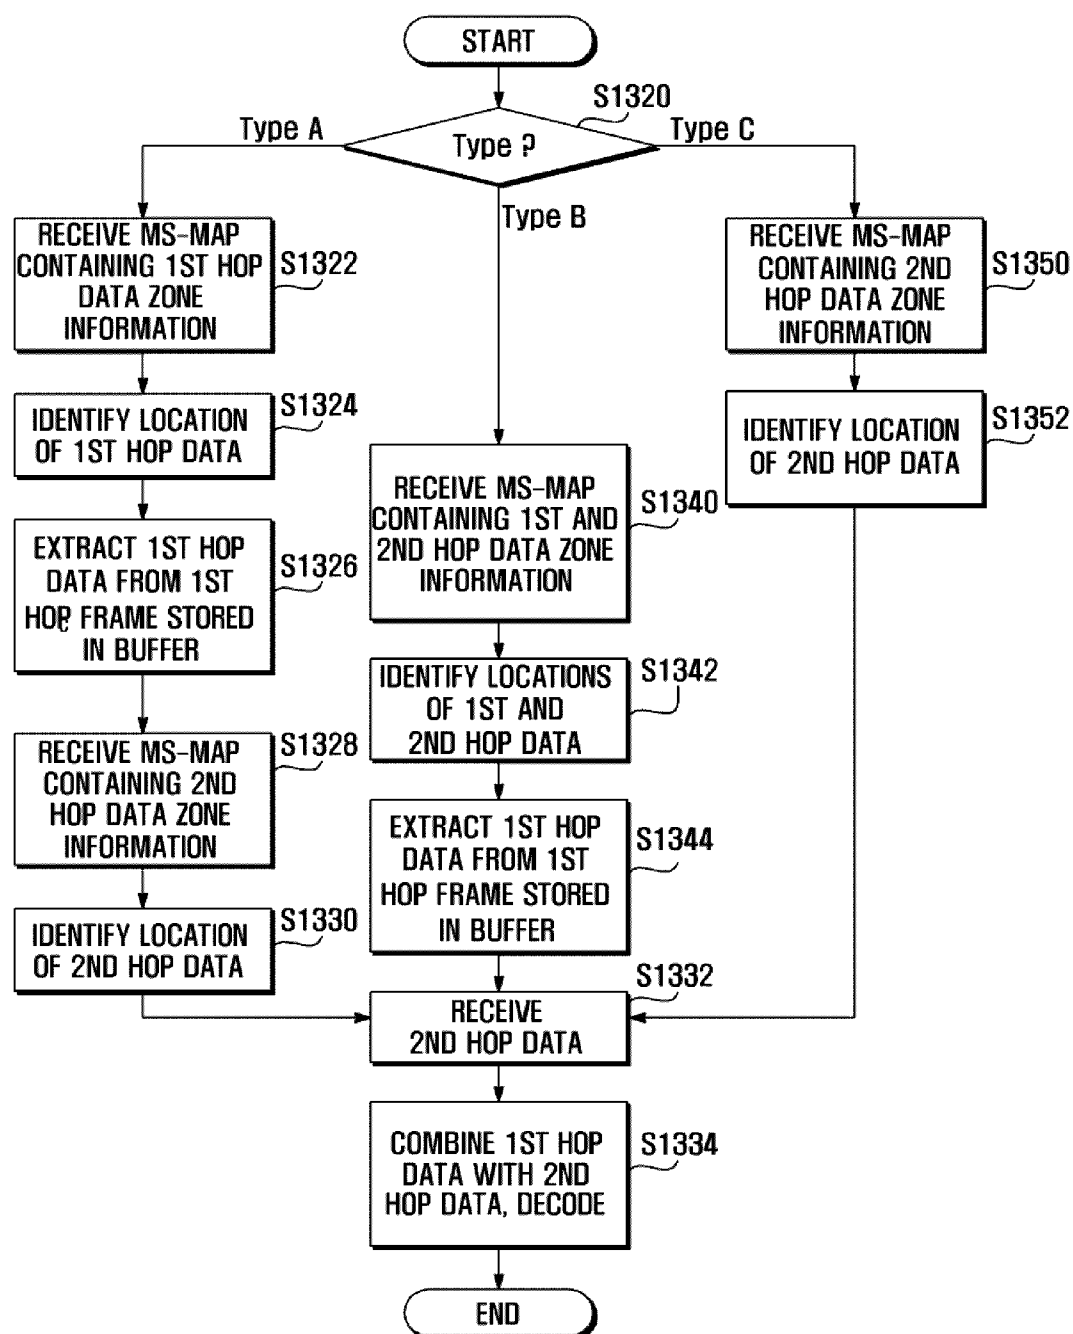 START
S1320
Type A
Type ?
Type C
Type B
RECEIVE MS-MAP
CONTAINING 1ST HOP
DATA ZONE
INFORMATION
S1322
IDENTIFY LOCATION
OF 1ST HOP DATA
S1324
EXTRACT 1ST HOP
DATA FROM 1ST
HOP FRAME STORED
IN BUFFER
S1326
RECEIVE MS-MAP
CONTAINING 2ND
HOP DATA ZONE
INFORMATION
S1328
IDENTIFY LOCATION
OF 2ND HOP DATA
S1330
RECEIVE MS-MAP
CONTAINING 1ST AND
2ND HOP DATA ZONE
INFORMATION
S1340
IDENTIFY LOCATIONS
OF 1ST AND
2ND HOP DATA
S1342
EXTRACT 1ST HOP
DATA FROM 1ST
HOP FRAME STORED
IN BUFFER
S1344
RECEIVE MS-MAP
CONTAINING 2ND
HOP DATA ZONE
INFORMATION
S1350
IDENTIFY LOCATION
OF 2ND HOP DATA
S1352
RECEIVE
2ND HOP DATA
S1332
COMBINE 1ST HOP
DATA WITH 2ND
HOP DATA, DECODE
S1334
END